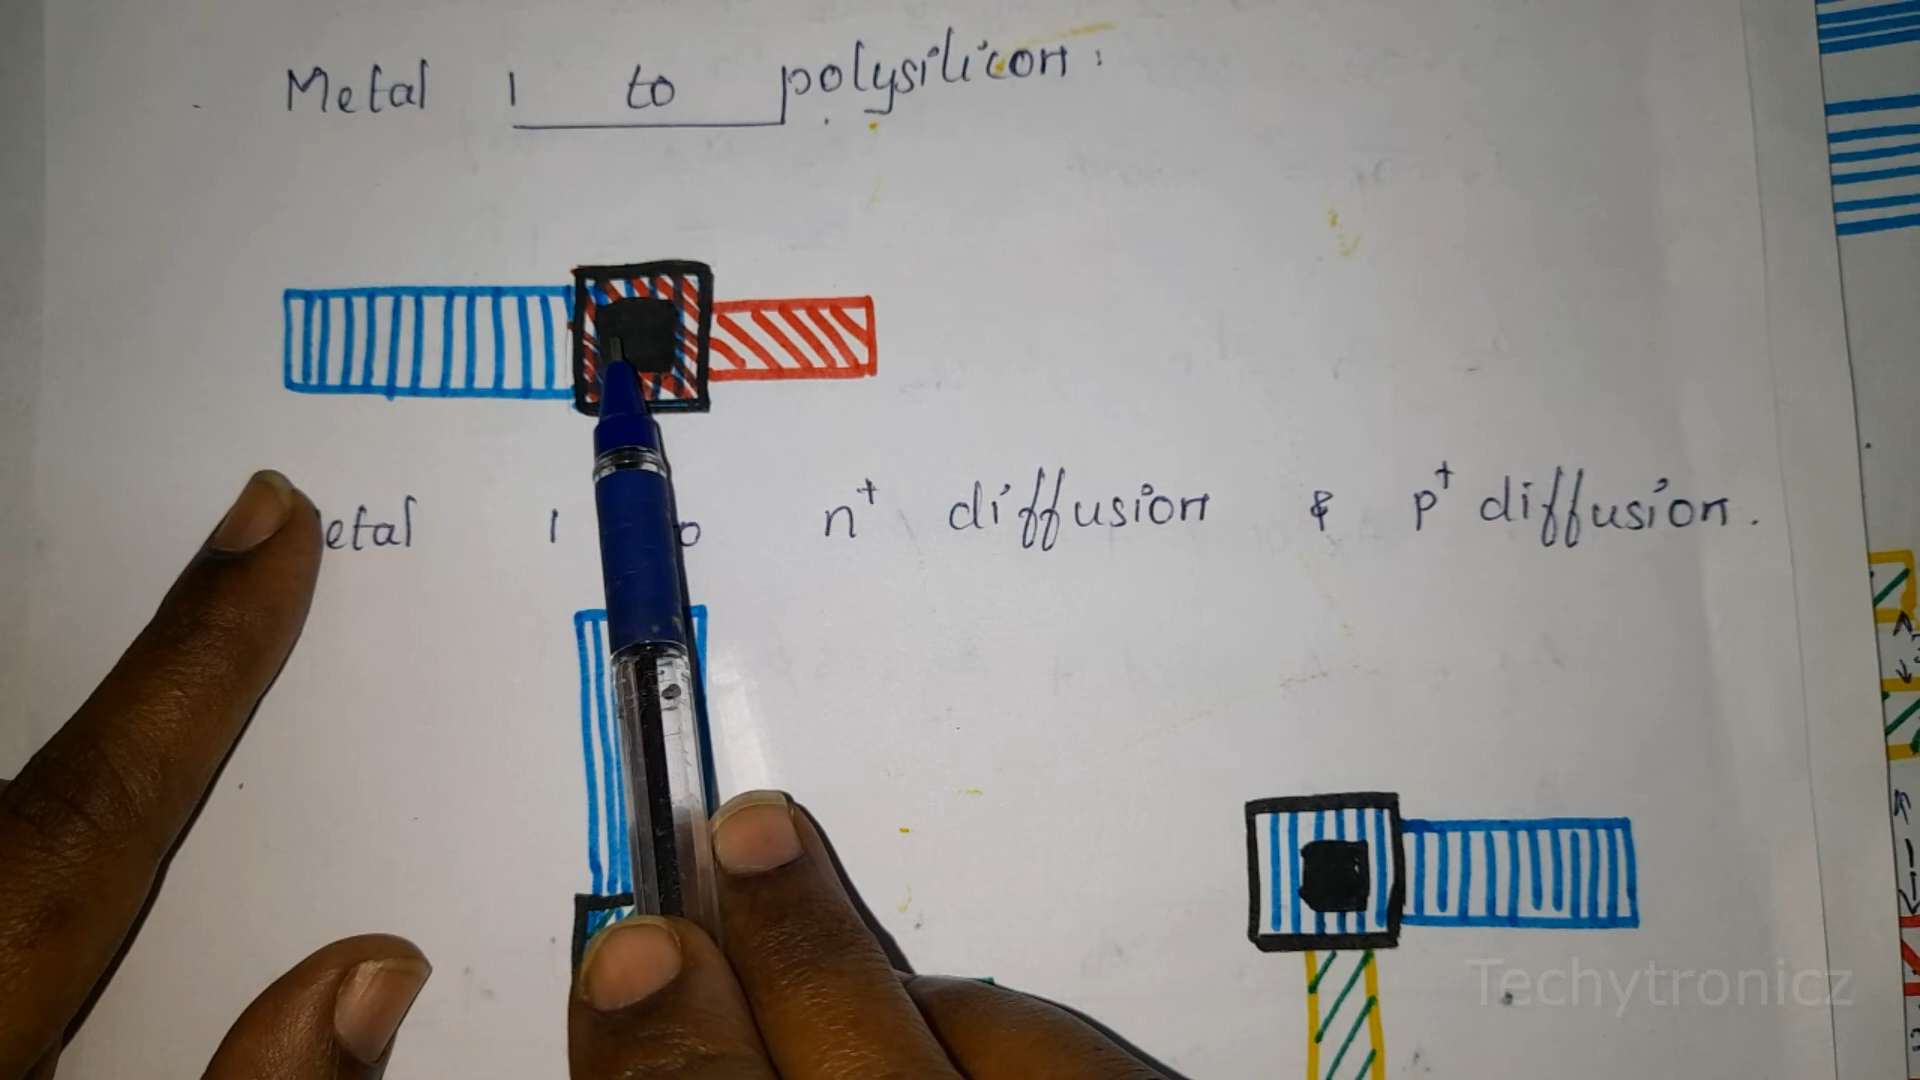 Metal 1 to polysilicon:
etal 1 o n+ diffusion & p+ diffusion.
Techytronicz